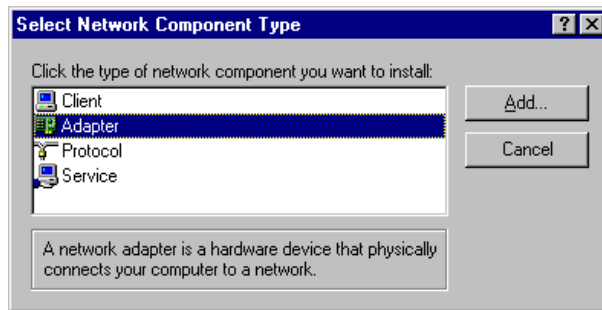 Select Network Component Type
Click the type of network component you want to install:
Client
Adapter
Protocol
Service
Add...
Cancel
A network adapter is a hardware device that physically
connects your computer to a network.